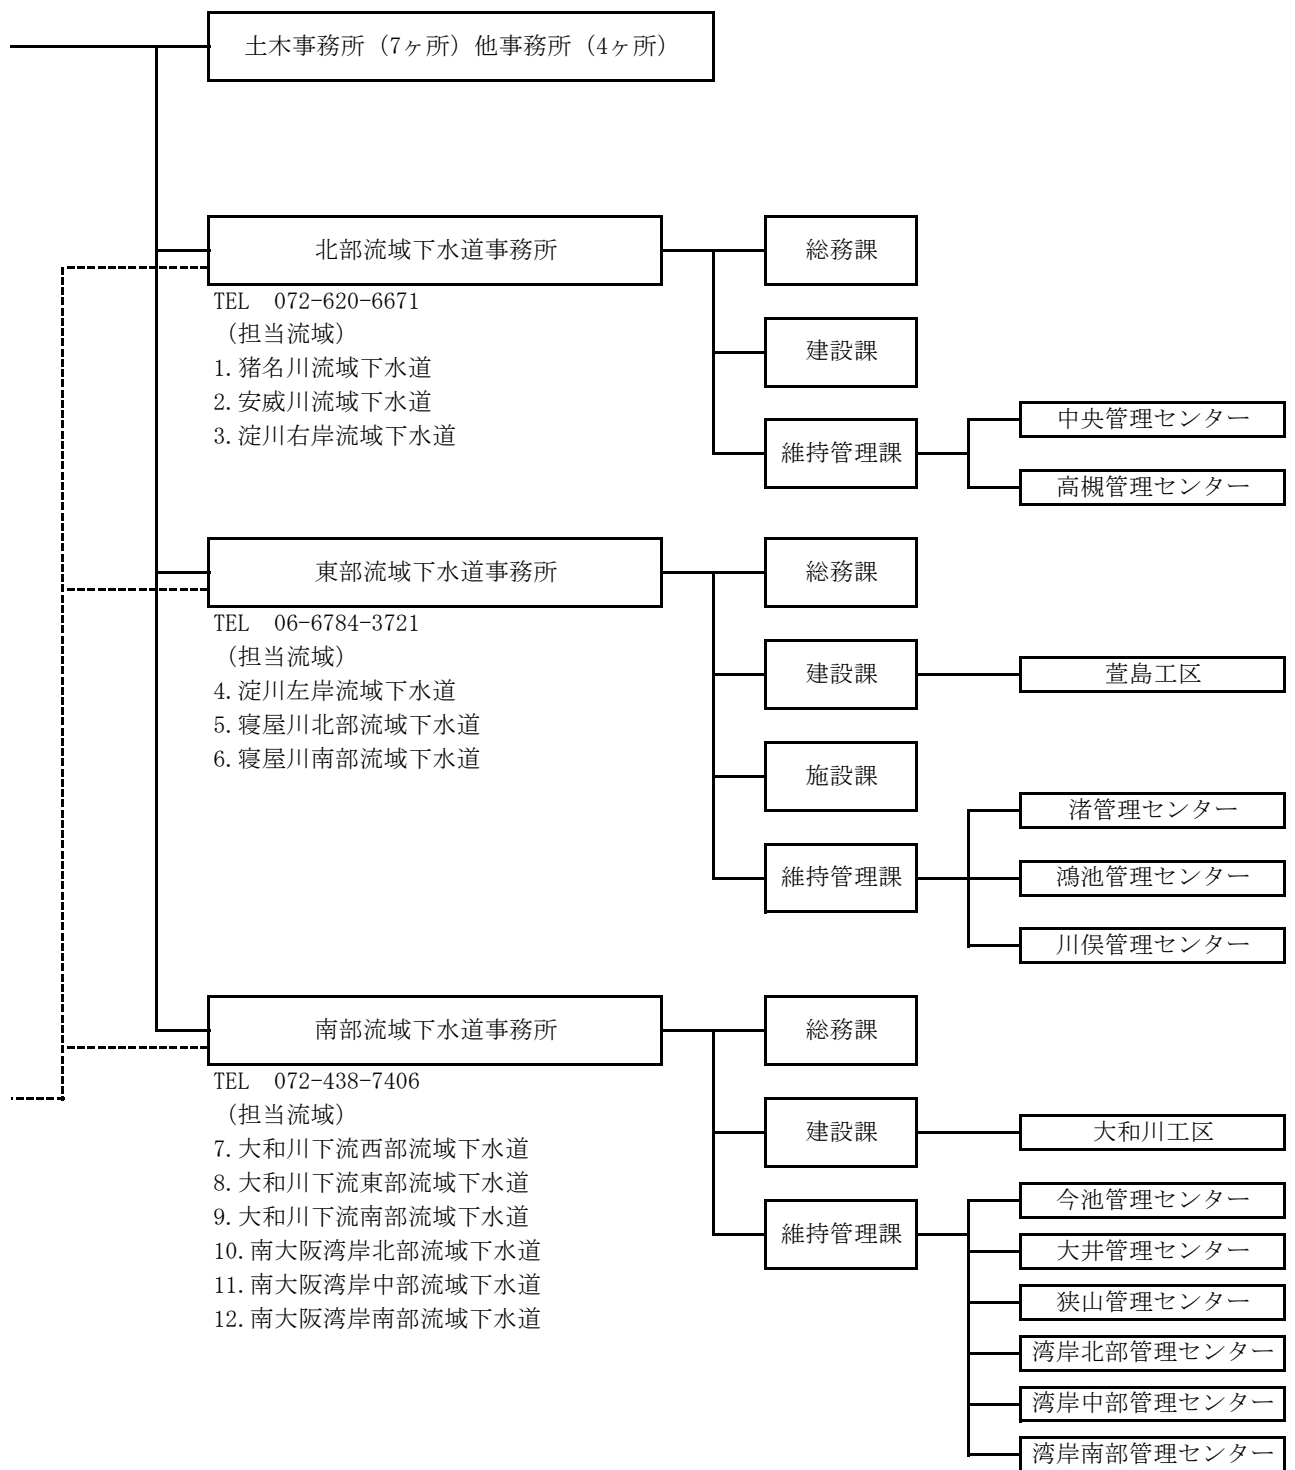 土木事務所（7ヶ所）他事務所（4ヶ所）
北部流域下水道事務所
TEL　072-620-6671
（担当流域）
1.猪名川流域下水道
2.安威川流域下水道
3.淀川右岸流域下水道
総務課
建設課
維持管理課
中央管理センター
高槻管理センター
東部流域下水道事務所
TEL　06-6784-3721
（担当流域）
4.淀川左岸流域下水道
5.寝屋川北部流域下水道
6.寝屋川南部流域下水道
総務課
建設課
萱島工区
施設課
維持管理課
渚管理センター
鴻池管理センター
川俣管理センター
南部流域下水道事務所
TEL　072-438-7406
（担当流域）
7.大和川下流西部流域下水道
8.大和川下流東部流域下水道
9.大和川下流南部流域下水道
10.南大阪湾岸北部流域下水道
11.南大阪湾岸中部流域下水道
12.南大阪湾岸南部流域下水道
総務課
建設課
大和川工区
維持管理課
今池管理センター
大井管理センター
狭山管理センター
湾岸北部管理センター
湾岸中部管理センター
湾岸南部管理センター